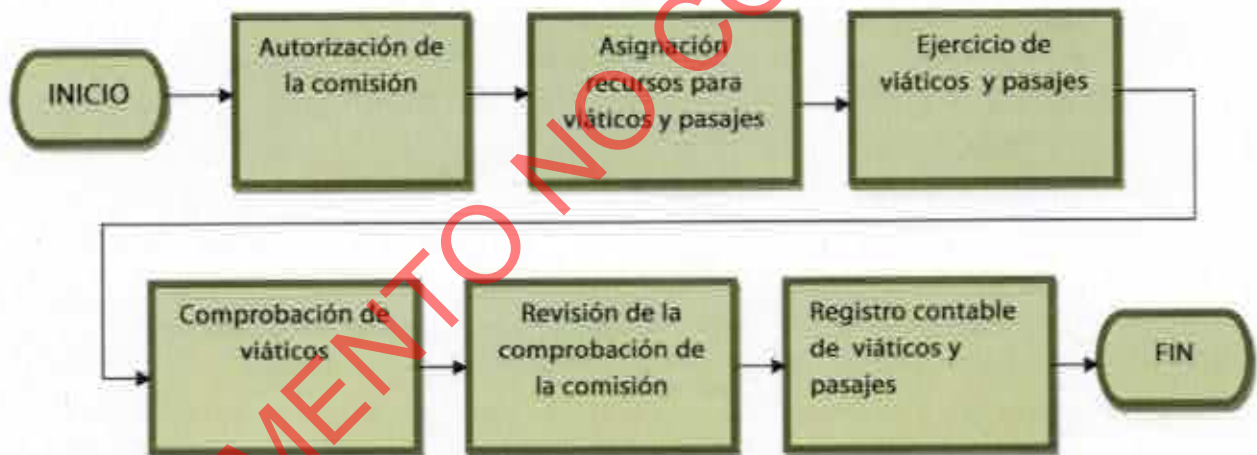 INICIO
Autorización de
la comisión
Asignación
recursos para
viáticos y pasajes
Ejercicio de
viáticos y pasajes
Comprobación de
viáticos
Revisión de la
comprobación de
la comisión
Registro contable
de viáticos y
pasajes
FIN
MENTO NO CO